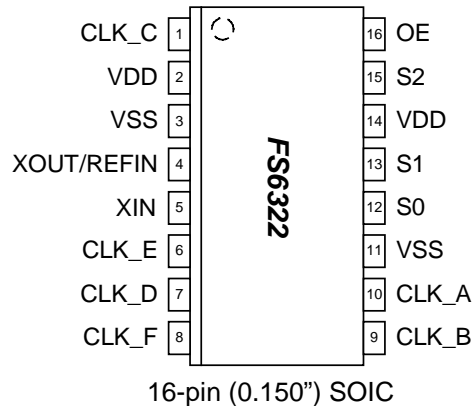 CLK_C 1 16 OE
VDD 2 15 S2
VSS 3 14 VDD
XOUT/REFIN 4 13 S1
XIN 5 12 S0
CLK_E 6 11 VSS
CLK_D 7 10 CLK_A
CLK_F 8 9 CLK_B
FS6322
16-pin (0.150”) SOIC